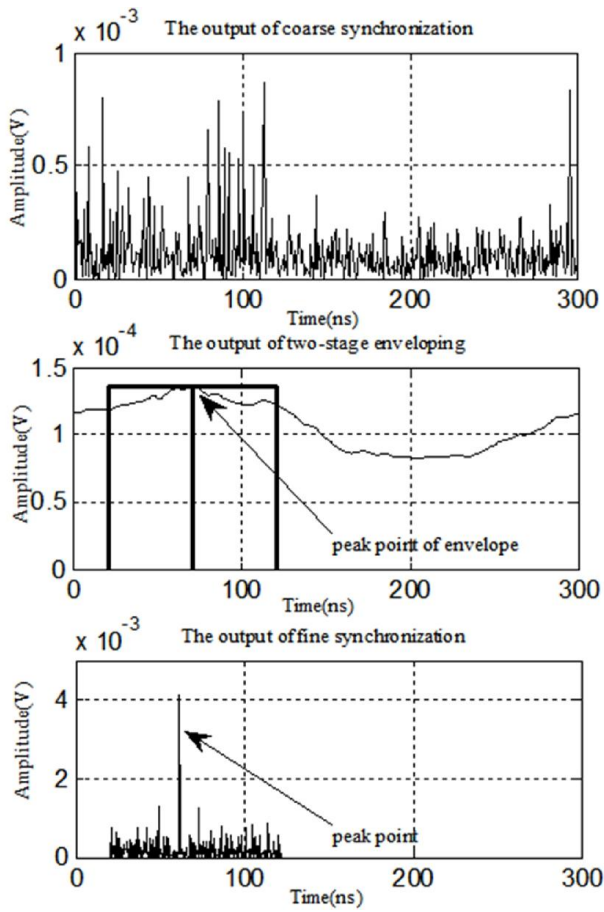 x 10^-3
The output of coarse synchronization
1
0.5
0
Amplitude(V)
0 100 200 300
Time(ns)
x 10^-4
The output of two-stage enveloping
1.5
1
0.5
0
Amplitude(V)
peak point of envelope
0 100 200 300
Time(ns)
x 10^-3
The output of fine synchronization
4
2
0
Amplitude(V)
peak point
0 100 200 300
Time(ns)